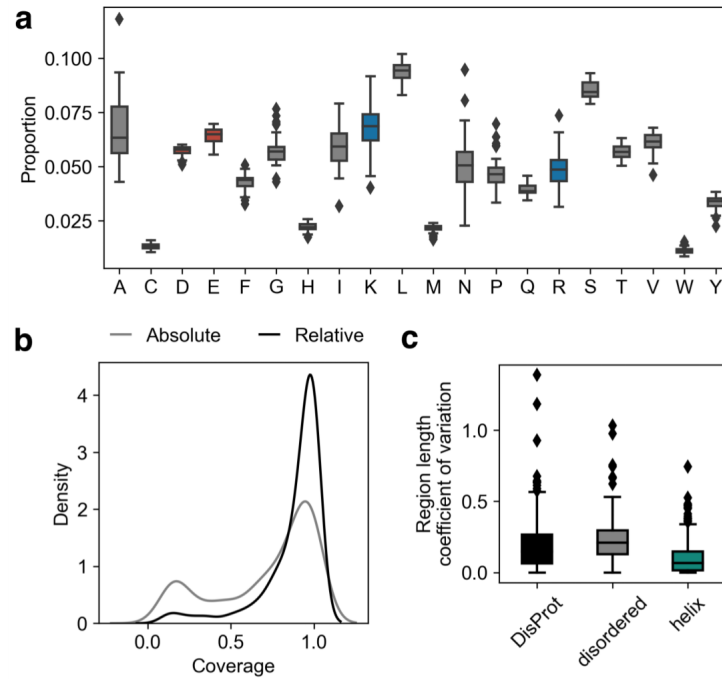 a
Proportion
0.100
0.075
0.050
0.025
A C D E F G H I K L M N P Q R S T V W Y
b
Absolute Relative
Density
4
3
2
1
0
0.0 0.5 1.0
Coverage
c
Region length
coefficient of variation
1.0
0.5
0.0
DisProt
disordered
helix